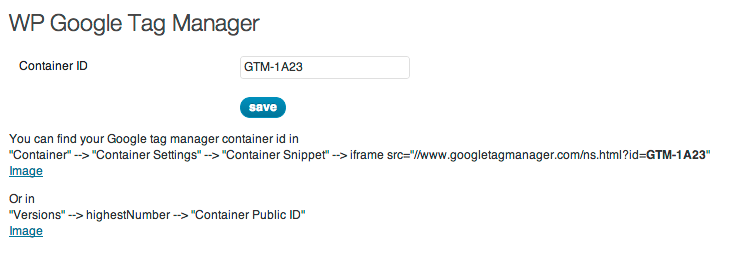 WP Google Tag Manager
Container ID
GTM-1A23
save
You can find your Google tag manager container id in
"Container" --> "Container Settings" --> "Container Snippet" --> iframe src="//www.googletagmanager.com/ns.html?id=GTM-1A23"
Image
Or in
"Versions" --> highestNumber --> "Container Public ID"
Image